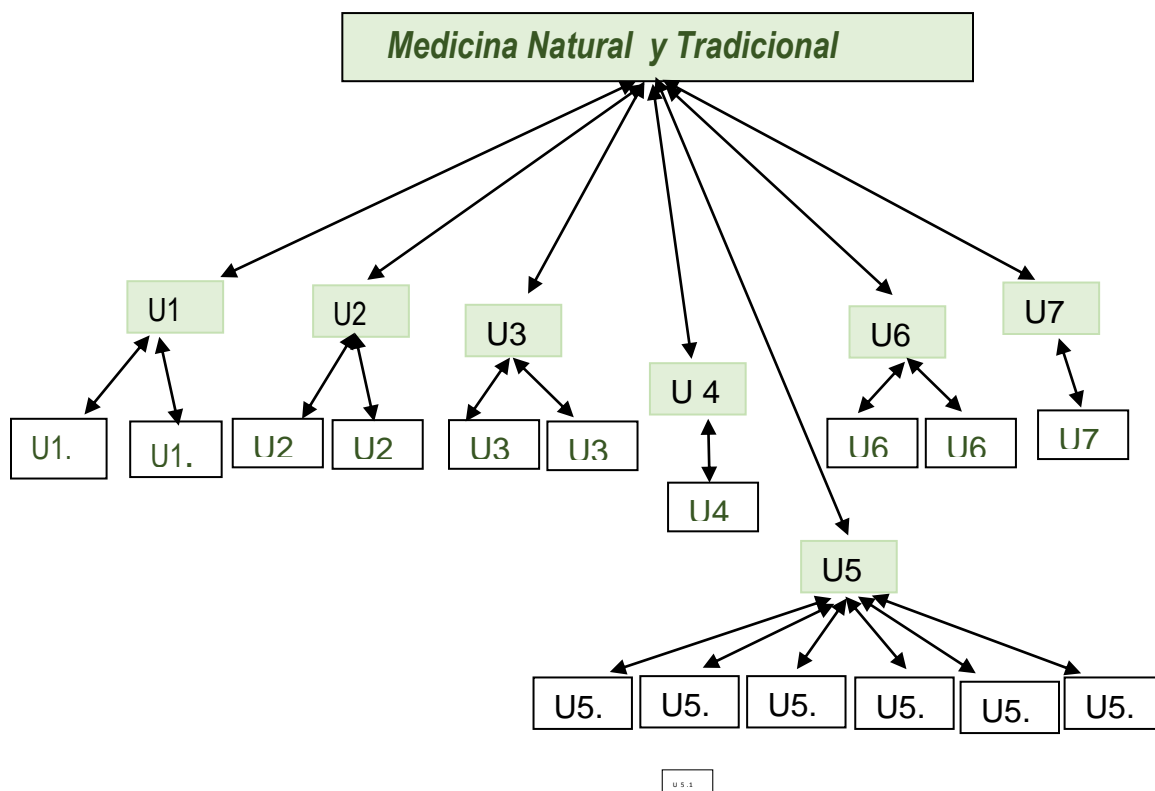 Medicina Natural y Tradicional
U1
U2
U3
U 4
U6
U7
U1.
U1.
U2
U2
U3
U3
U6
U6
U7
U4
U5
U5.
U5.
U5.
U5.
U5.
U5.
U 5 .1